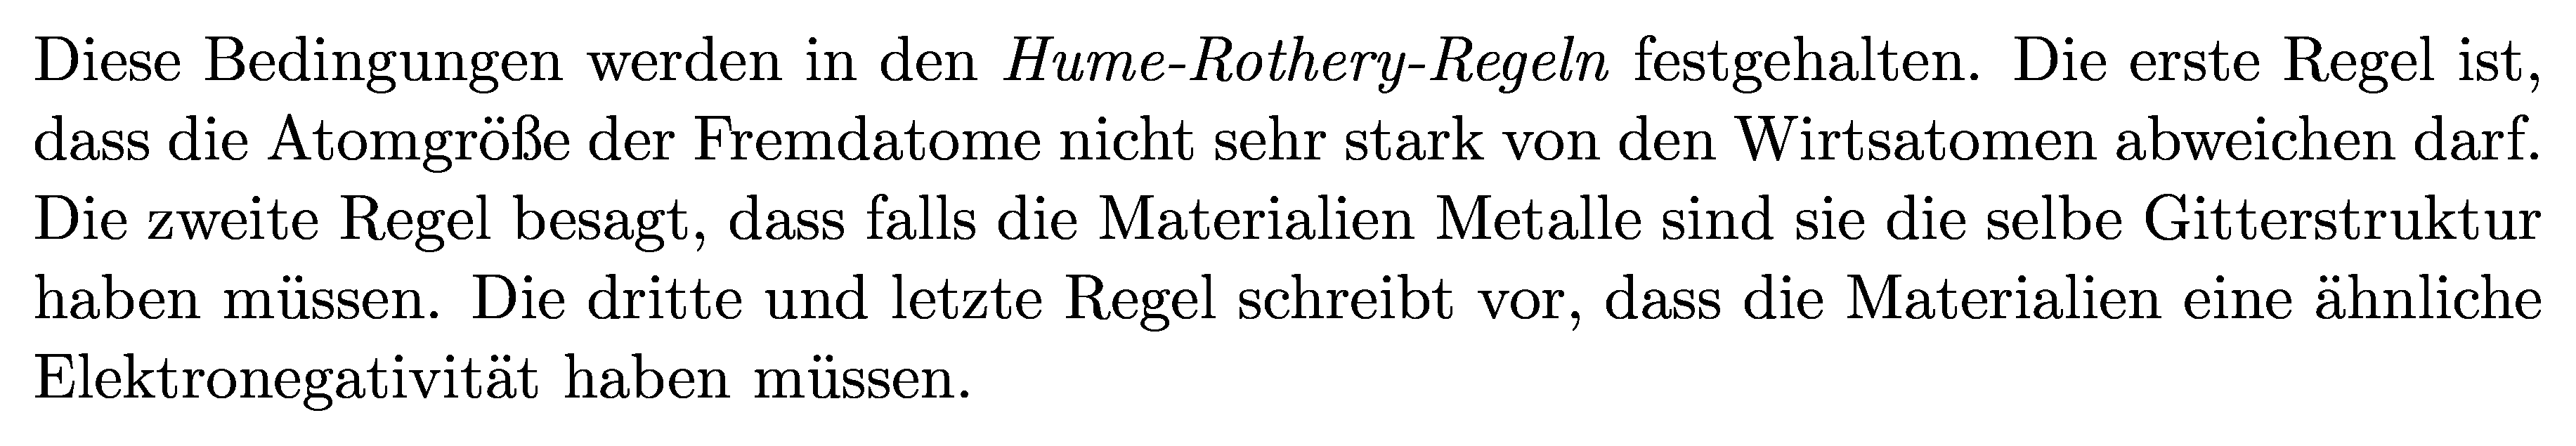 Diese Bedingungen werden in den Hume-Rothery-Regeln festgehalten. Die erste Regel ist,
dass die Atomgröße der Fremdatome nicht sehr stark von den Wirtsatomen abweichen darf.
Die zweite Regel besagt, dass falls die Materialien Metalle sind sie die selbe Gitterstruktur
haben müssen. Die dritte und letzte Regel schreibt vor, dass die Materialien eine ähnliche
Elektronegativität haben müssen.